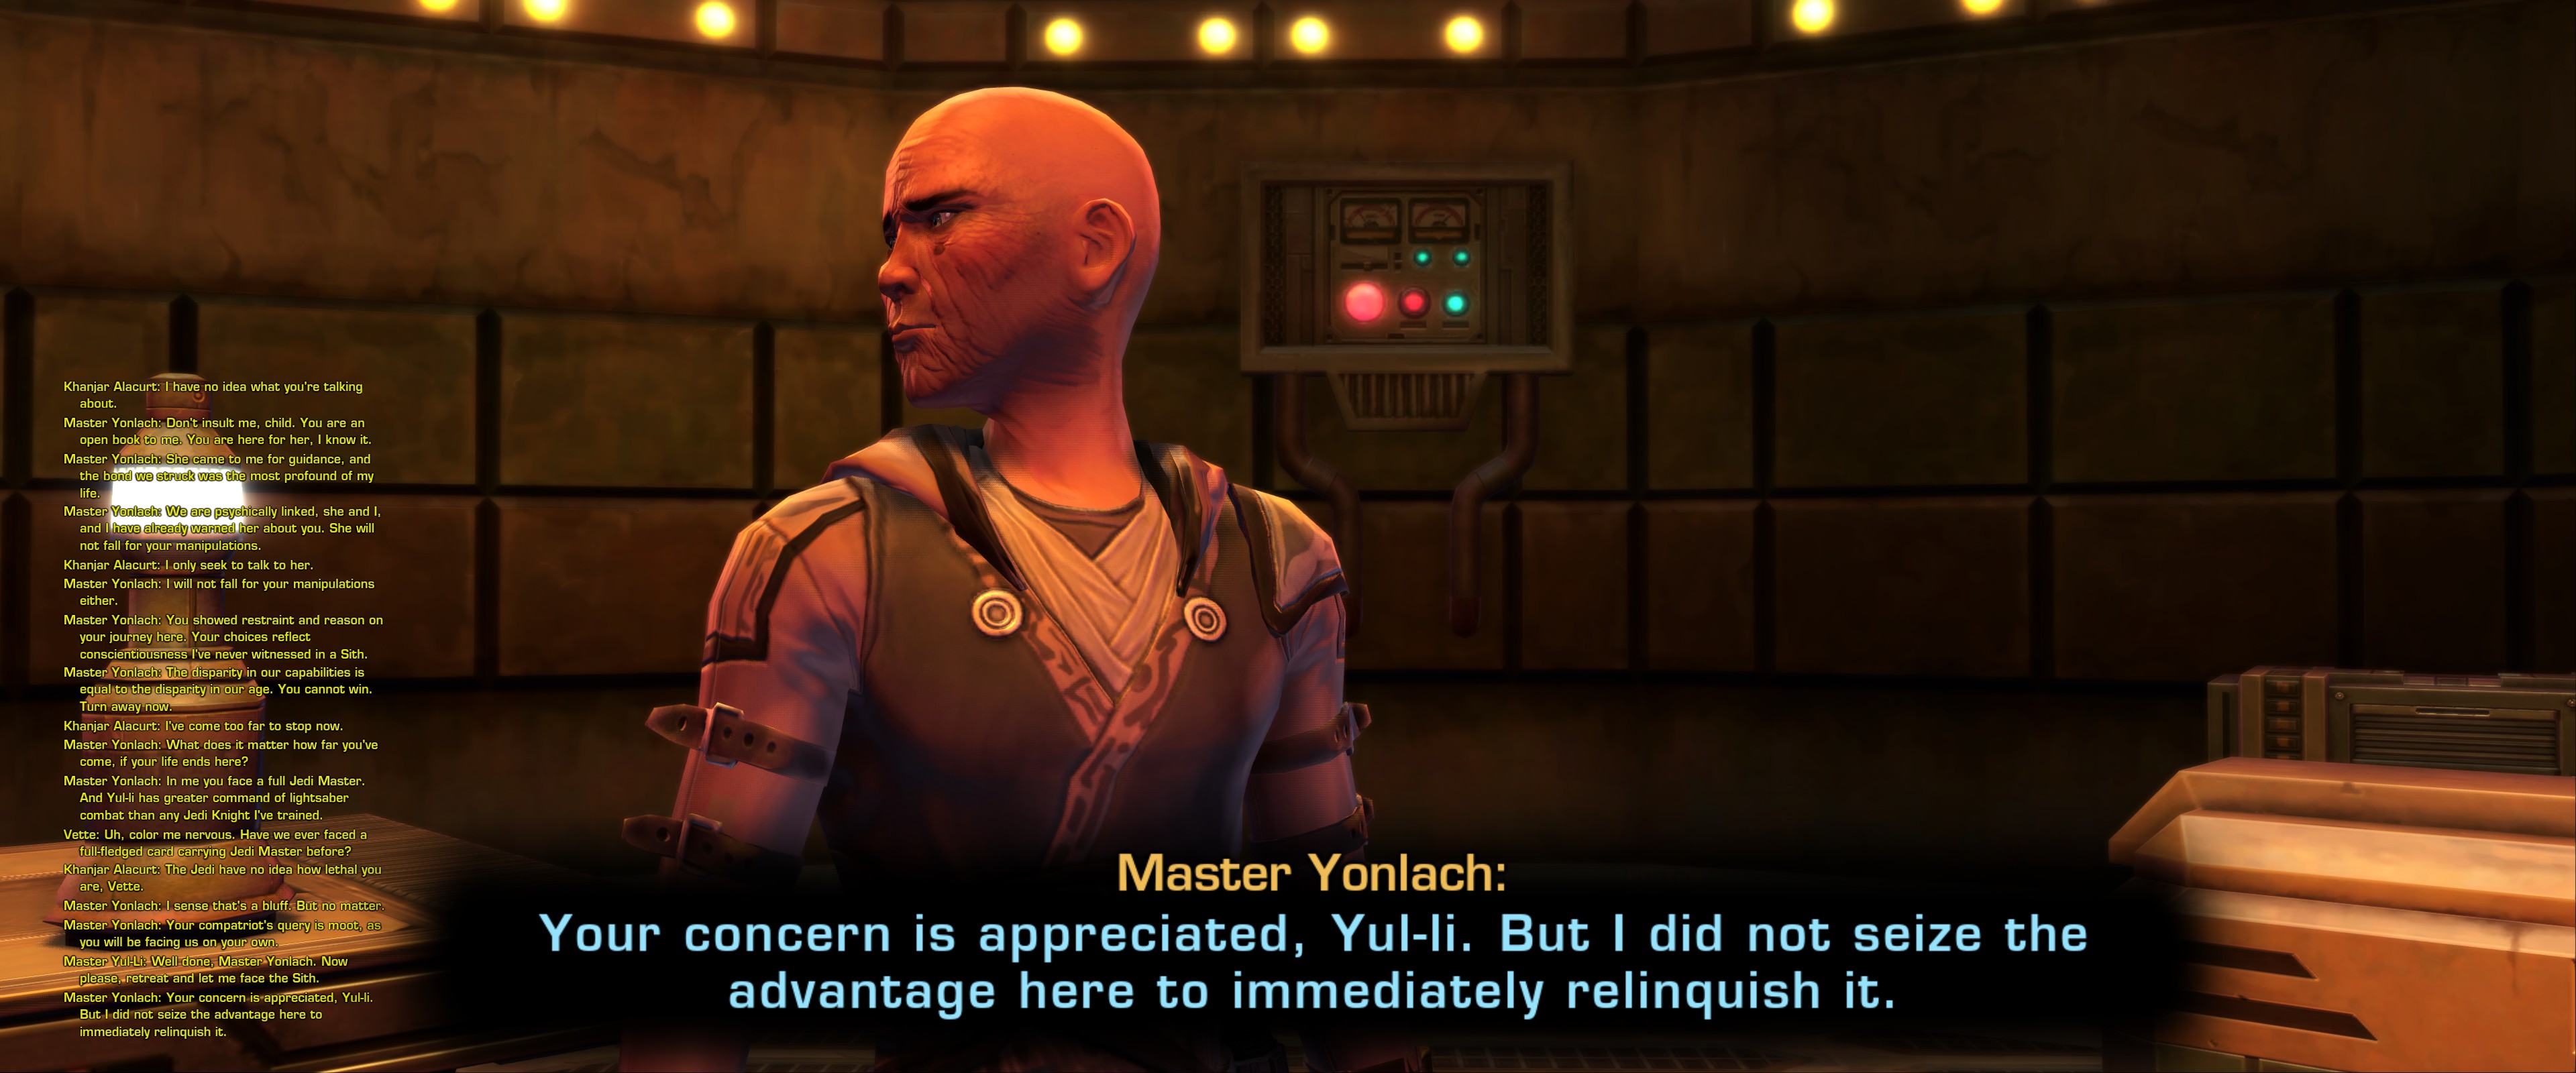 Khanjar Alacurt: I have no idea what you're talking
about.
Master Yonlach: Don't insult me, child. You are an
open book to me. You are here for her, I know it.
Master Yonlach: She came to me for guidance, and
the bond we struck was the most profound of my
life.
Master Yonlach: We are psychically linked, she and I,
and I have already warned her about you. She will
not fall for your manipulations.
Khanjar Alacurt: I only seek to talk to her.
Master Yonlach: I will not fall for your manipulations
either.
Master Yonlach: You showed restraint and reason on
your journey here. Your choices reflect
conscientiousness I've never witnessed in a Sith.
Master Yonlach: The disparity in our capabilities is
equal to the disparity in our age. You cannot win.
Turn away now.
Khanjar Alacurt: I've come too far to stop now.
Master Yonlach: What does it matter how far you've
come, if your life ends here?
Master Yonlach: In me you face a full Jedi Master.
And Yul-li has greater command of lightsaber
combat than any Jedi Knight I've trained.
Vette: Uh, color me nervous. Have we ever faced a
full-fledged card carrying Jedi Master before?
Khanjar Alacurt: The Jedi have no idea how lethal you
are, Vette.
Master Yonlach: I sense that's a bluff. But no matter.
Master Yonlach: Your compatriot's query is moot, as
you will be facing us on your own.
Master Yul-Li: Well done, Master Yonlach. Now
please, retreat and let me face the Sith.
Master Yonlach: Your concern is appreciated, Yul-li.
But I did not seize the advantage here to
immediately relinquish it.
Master Yonlach:
Your concern is appreciated, Yul-li. But I did not seize the
advantage here to immediately relinquish it.